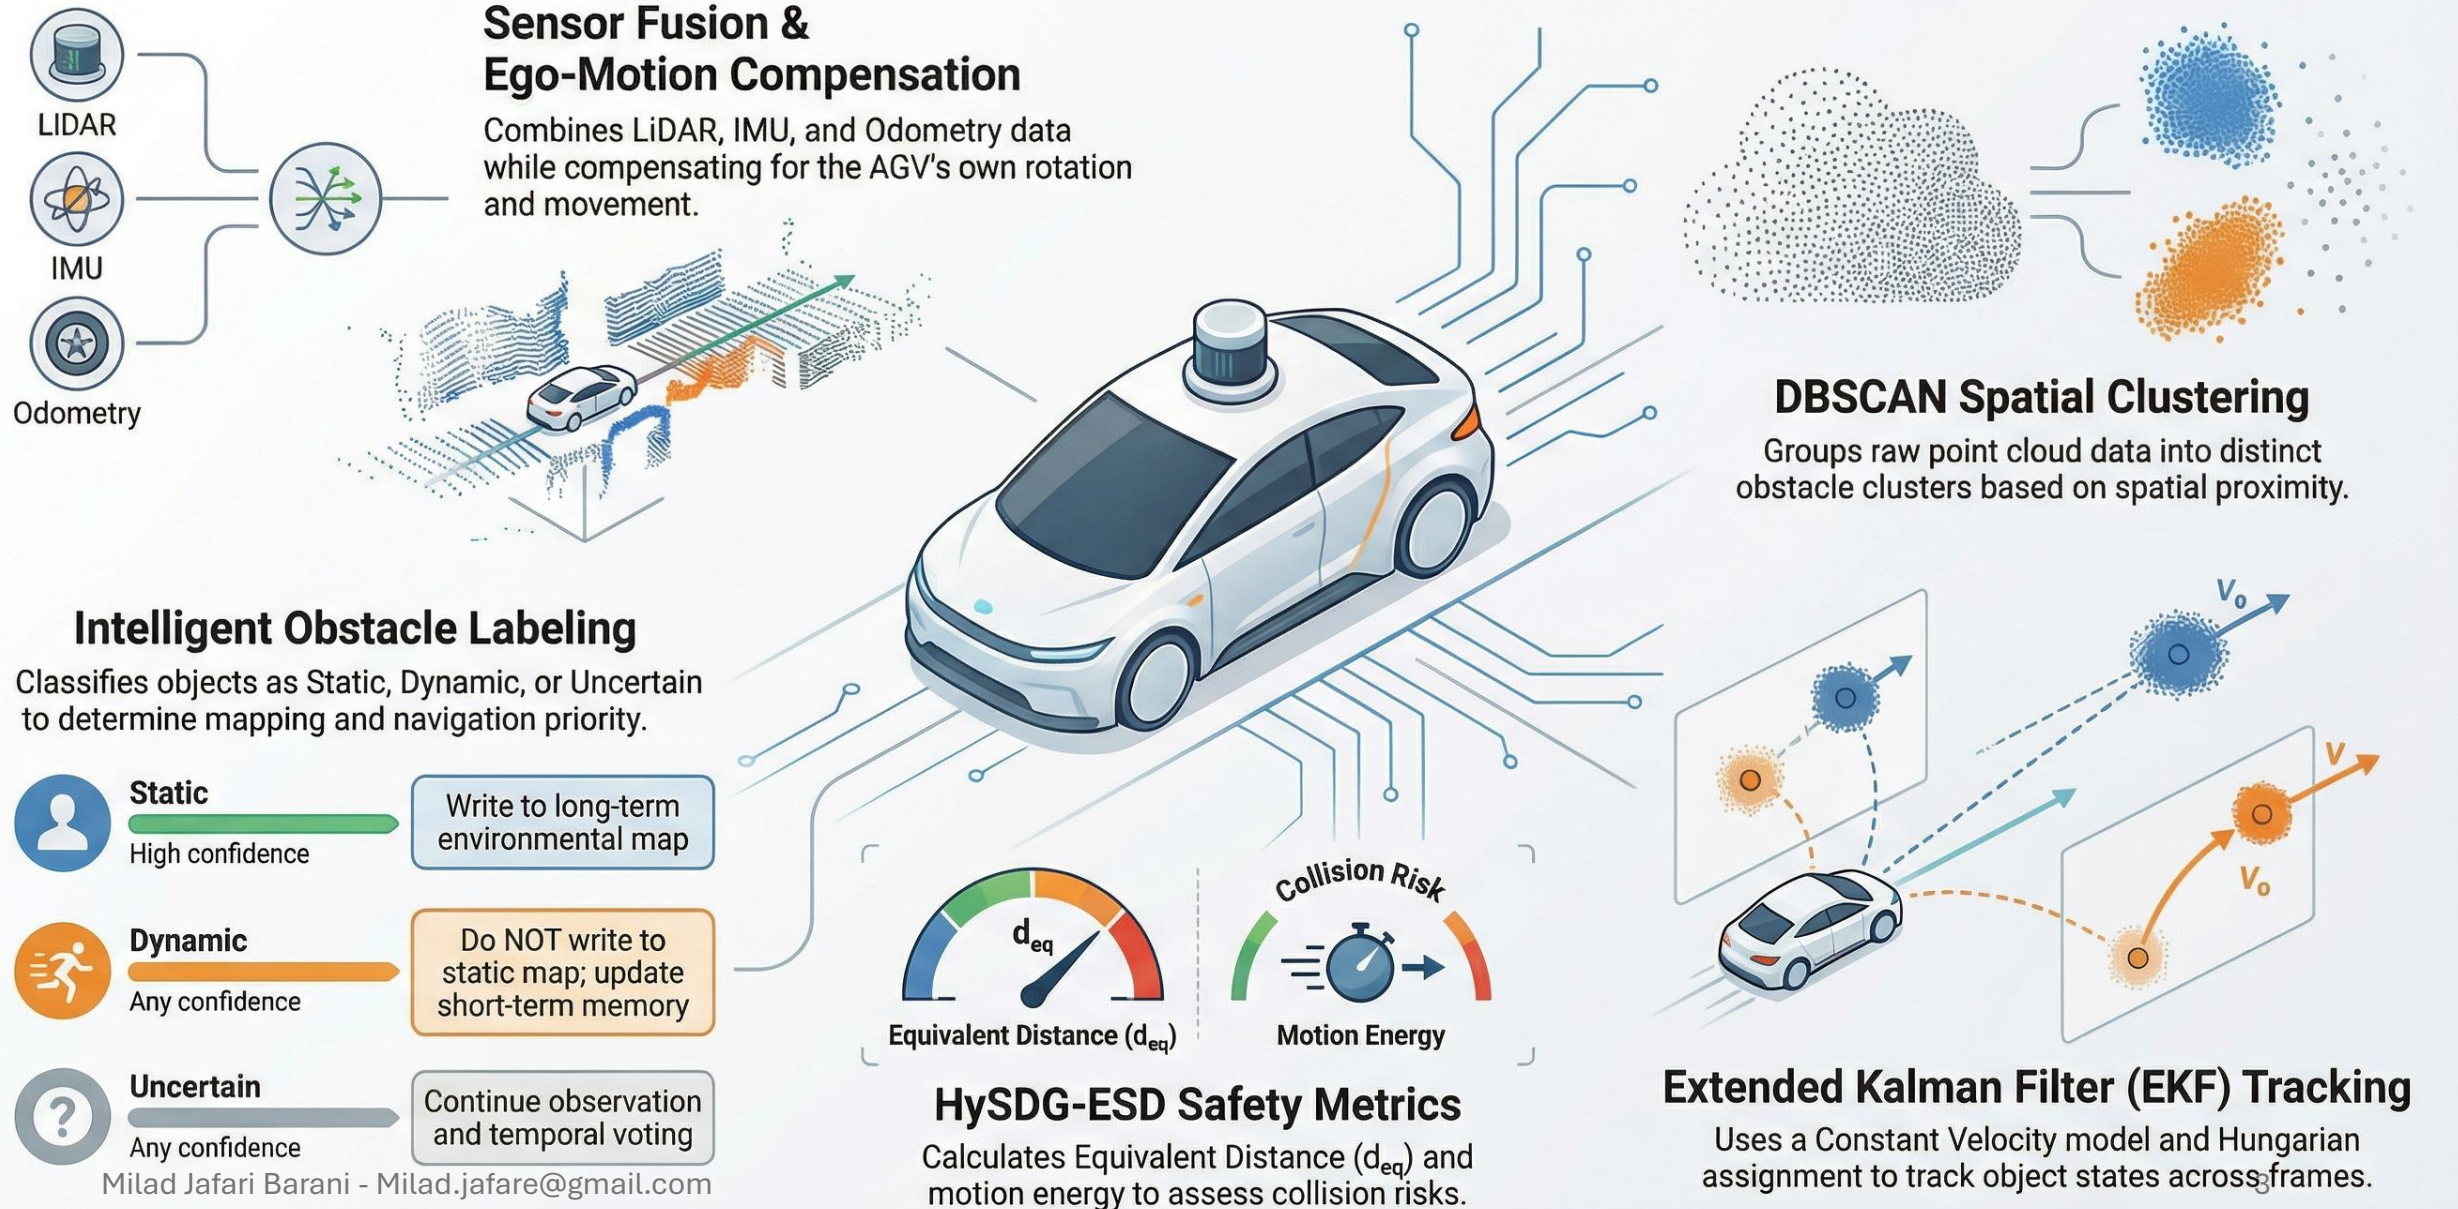 Sensor Fusion &
Ego-Motion Compensation
Combines LiDAR, IMU, and Odometry data
while compensating for the AGV's own rotation
and movement.
LIDAR
IMU
Odometry
DBSCAN Spatial Clustering
Groups raw point cloud data into distinct
obstacle clusters based on spatial proximity.
Intelligent Obstacle Labeling
Classifies objects as Static, Dynamic, or Uncertain
to determine mapping and navigation priority.
Static
High confidence
Write to long-term
environmental map
Dynamic
Any confidence
Do NOT write to
static map; update
short-term memory
Uncertain
Any confidence
?
Continue observation
and temporal voting
d_eq
Equivalent Distance (d_eq)
Collision Risk
Motion Energy
HySDG-ESD Safety Metrics
Calculates Equivalent Distance (d_eq) and
motion energy to assess collision risks.
V₀
V
V₀
Extended Kalman Filter (EKF) Tracking
Uses a Constant Velocity model and Hungarian
assignment to track object states across frames.
Milad Jafari Barani - Milad.jafare@gmail.com
3